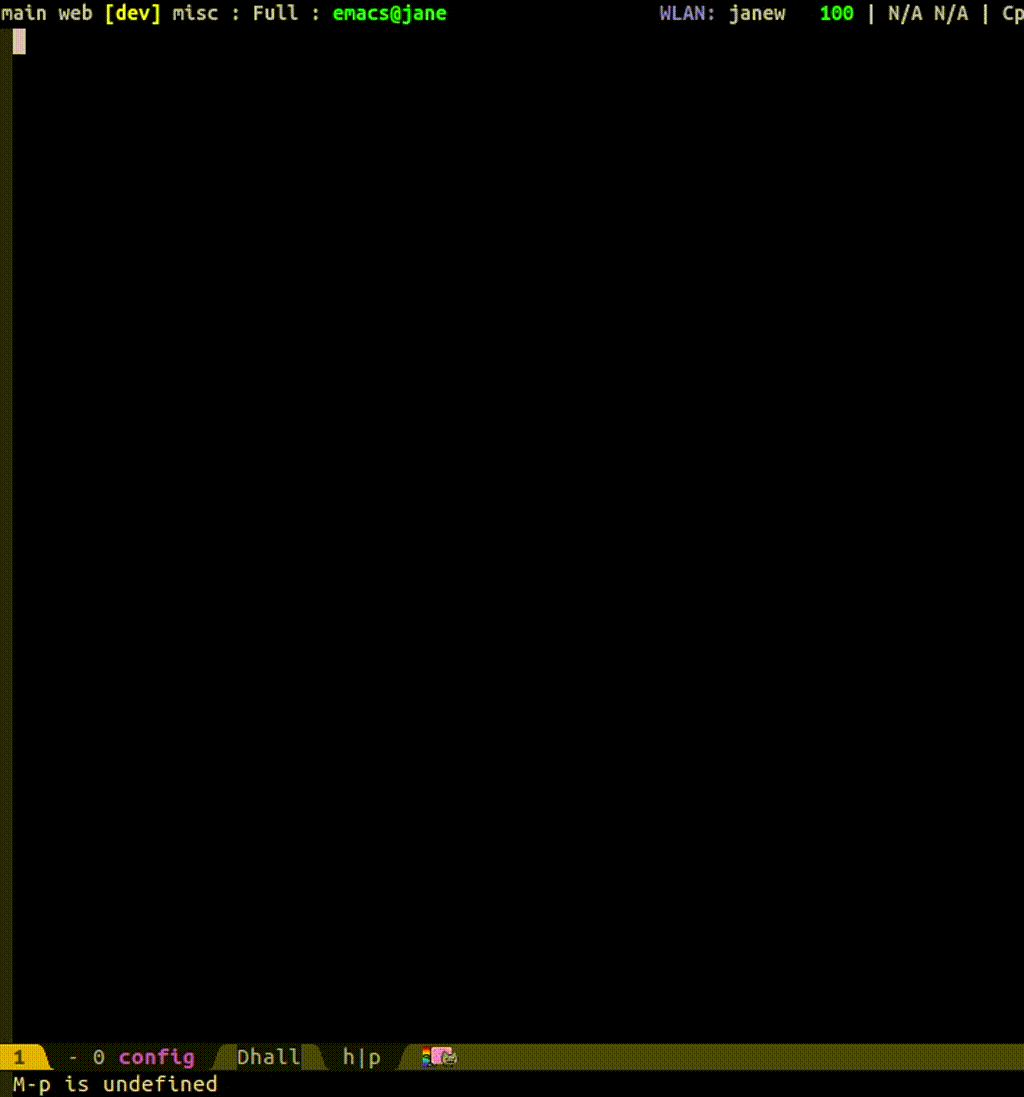 main web [dev] misc : Full : emacs@jane WLAN: janew 100 | N/A N/A | Cp
1 - 0 config Dhall h|p
M-p is undefined